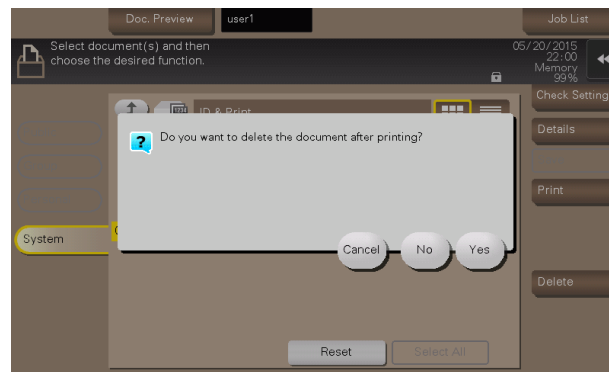 Doc. Preview
user1
Job List
Select document(s) and then
choose the desired function.
05/20/2015
22:00
Memory
99%
Check Setting
ID & Print
Details
Do you want to delete the document after printing?
Print
System
Cancel
No
Yes
Delete
Reset
Select All